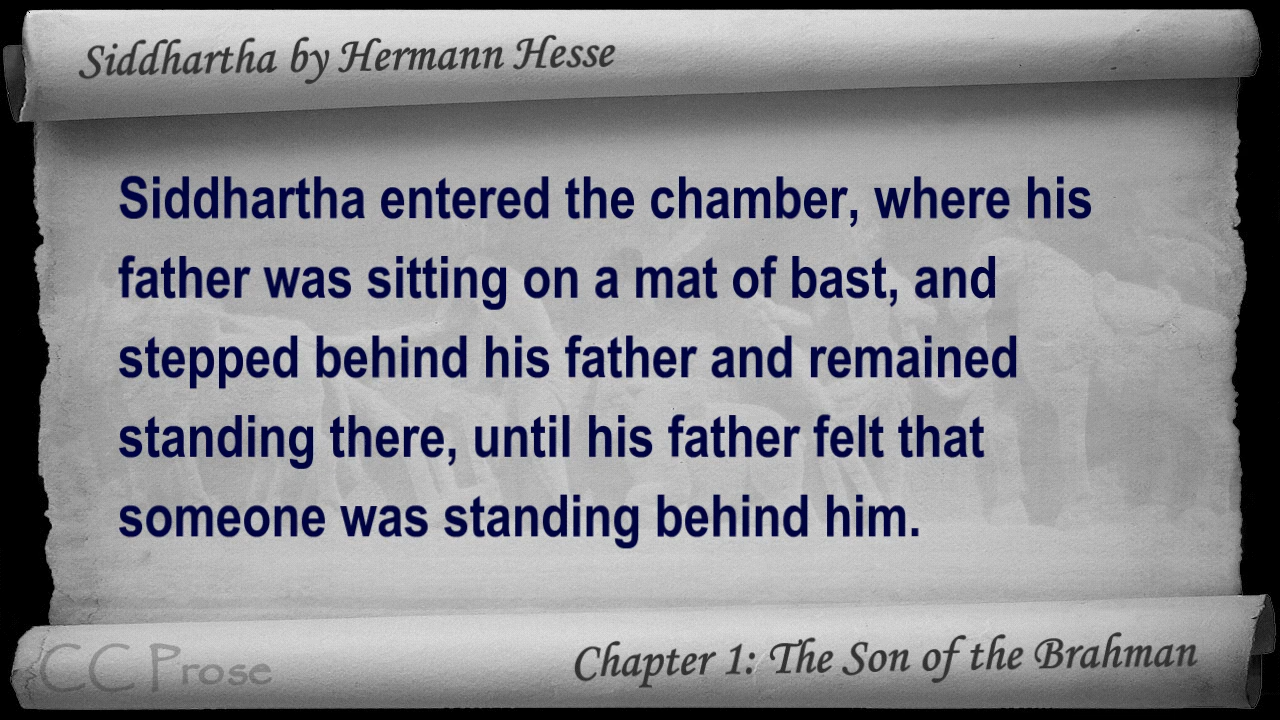 Siddhartha by Hermann Hesse
Siddhartha entered the chamber, where his
father was sitting on a mat of bast, and
stepped behind his father and remained
standing there, until his father felt that
someone was standing behind him.
CC Prose
Chapter 1: The Son of the Brahman